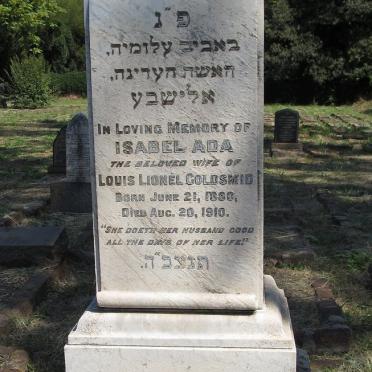 פ״נ
באביב עלומיה,
האשה העדינה,
אלישבע
IN LOVING MEMORY OF
ISABEL ADA
THE BELOVED WIFE OF
LOUIS LIONEL GOLDSMID
BORN JUNE 21, 1880,
DIED AUG. 20, 1910.
"SHE DOETH HER HUSBAND GOOD
ALL THE DAYS OF HER LIFE."
תנצב״ה.